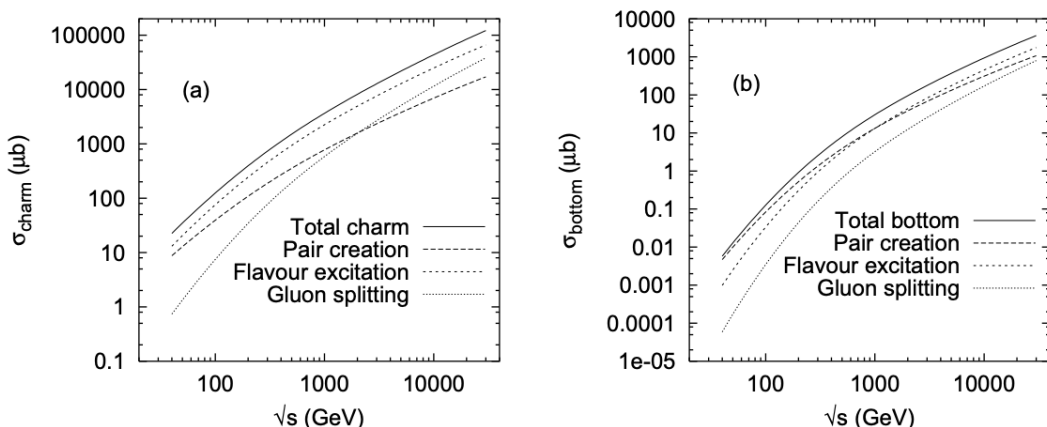 100000
10000
1000
100
10
1
0.1
σcharm (μb)
(a)
Total charm
Pair creation
Flavour excitation
Gluon splitting
100 1000 10000
√s (GeV)
10000
1000
100
10
1
0.1
0.01
0.001
0.0001
1e-05
σbottom (μb)
(b)
Total bottom
Pair creation
Flavour excitation
Gluon splitting
100 1000 10000
√s (GeV)